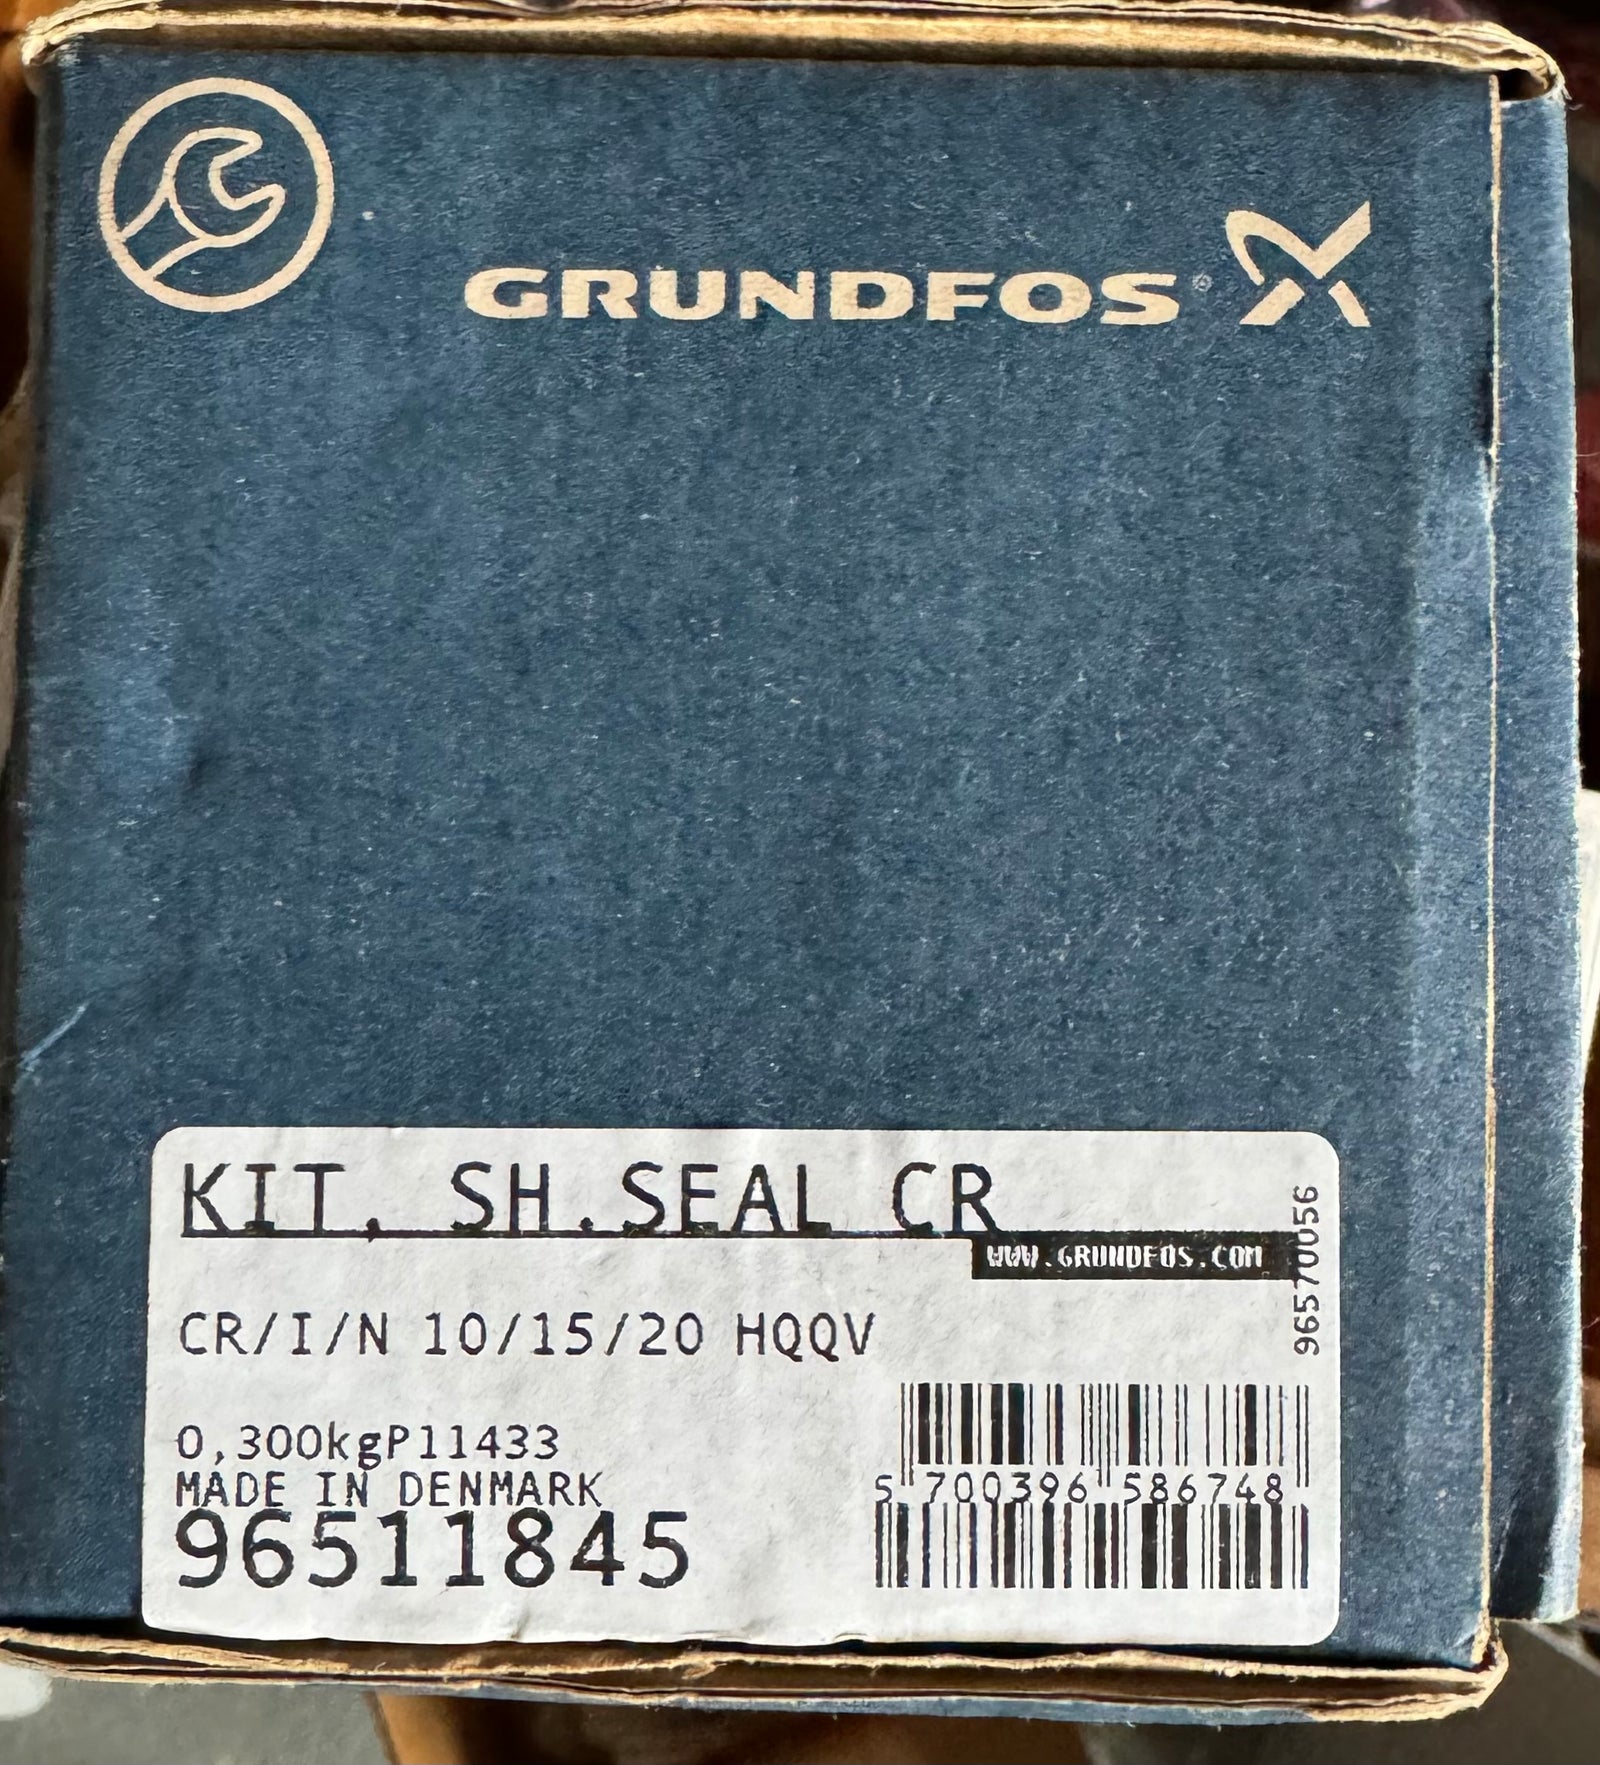 GRUNDFOS®
KIT, SH.SEAL CR
WWW.GRUNDFOS.COM
96570056
CR/I/N 10/15/20 HQQV
0,300kgP11433
MADE IN DENMARK
96511845
5 700396 586748